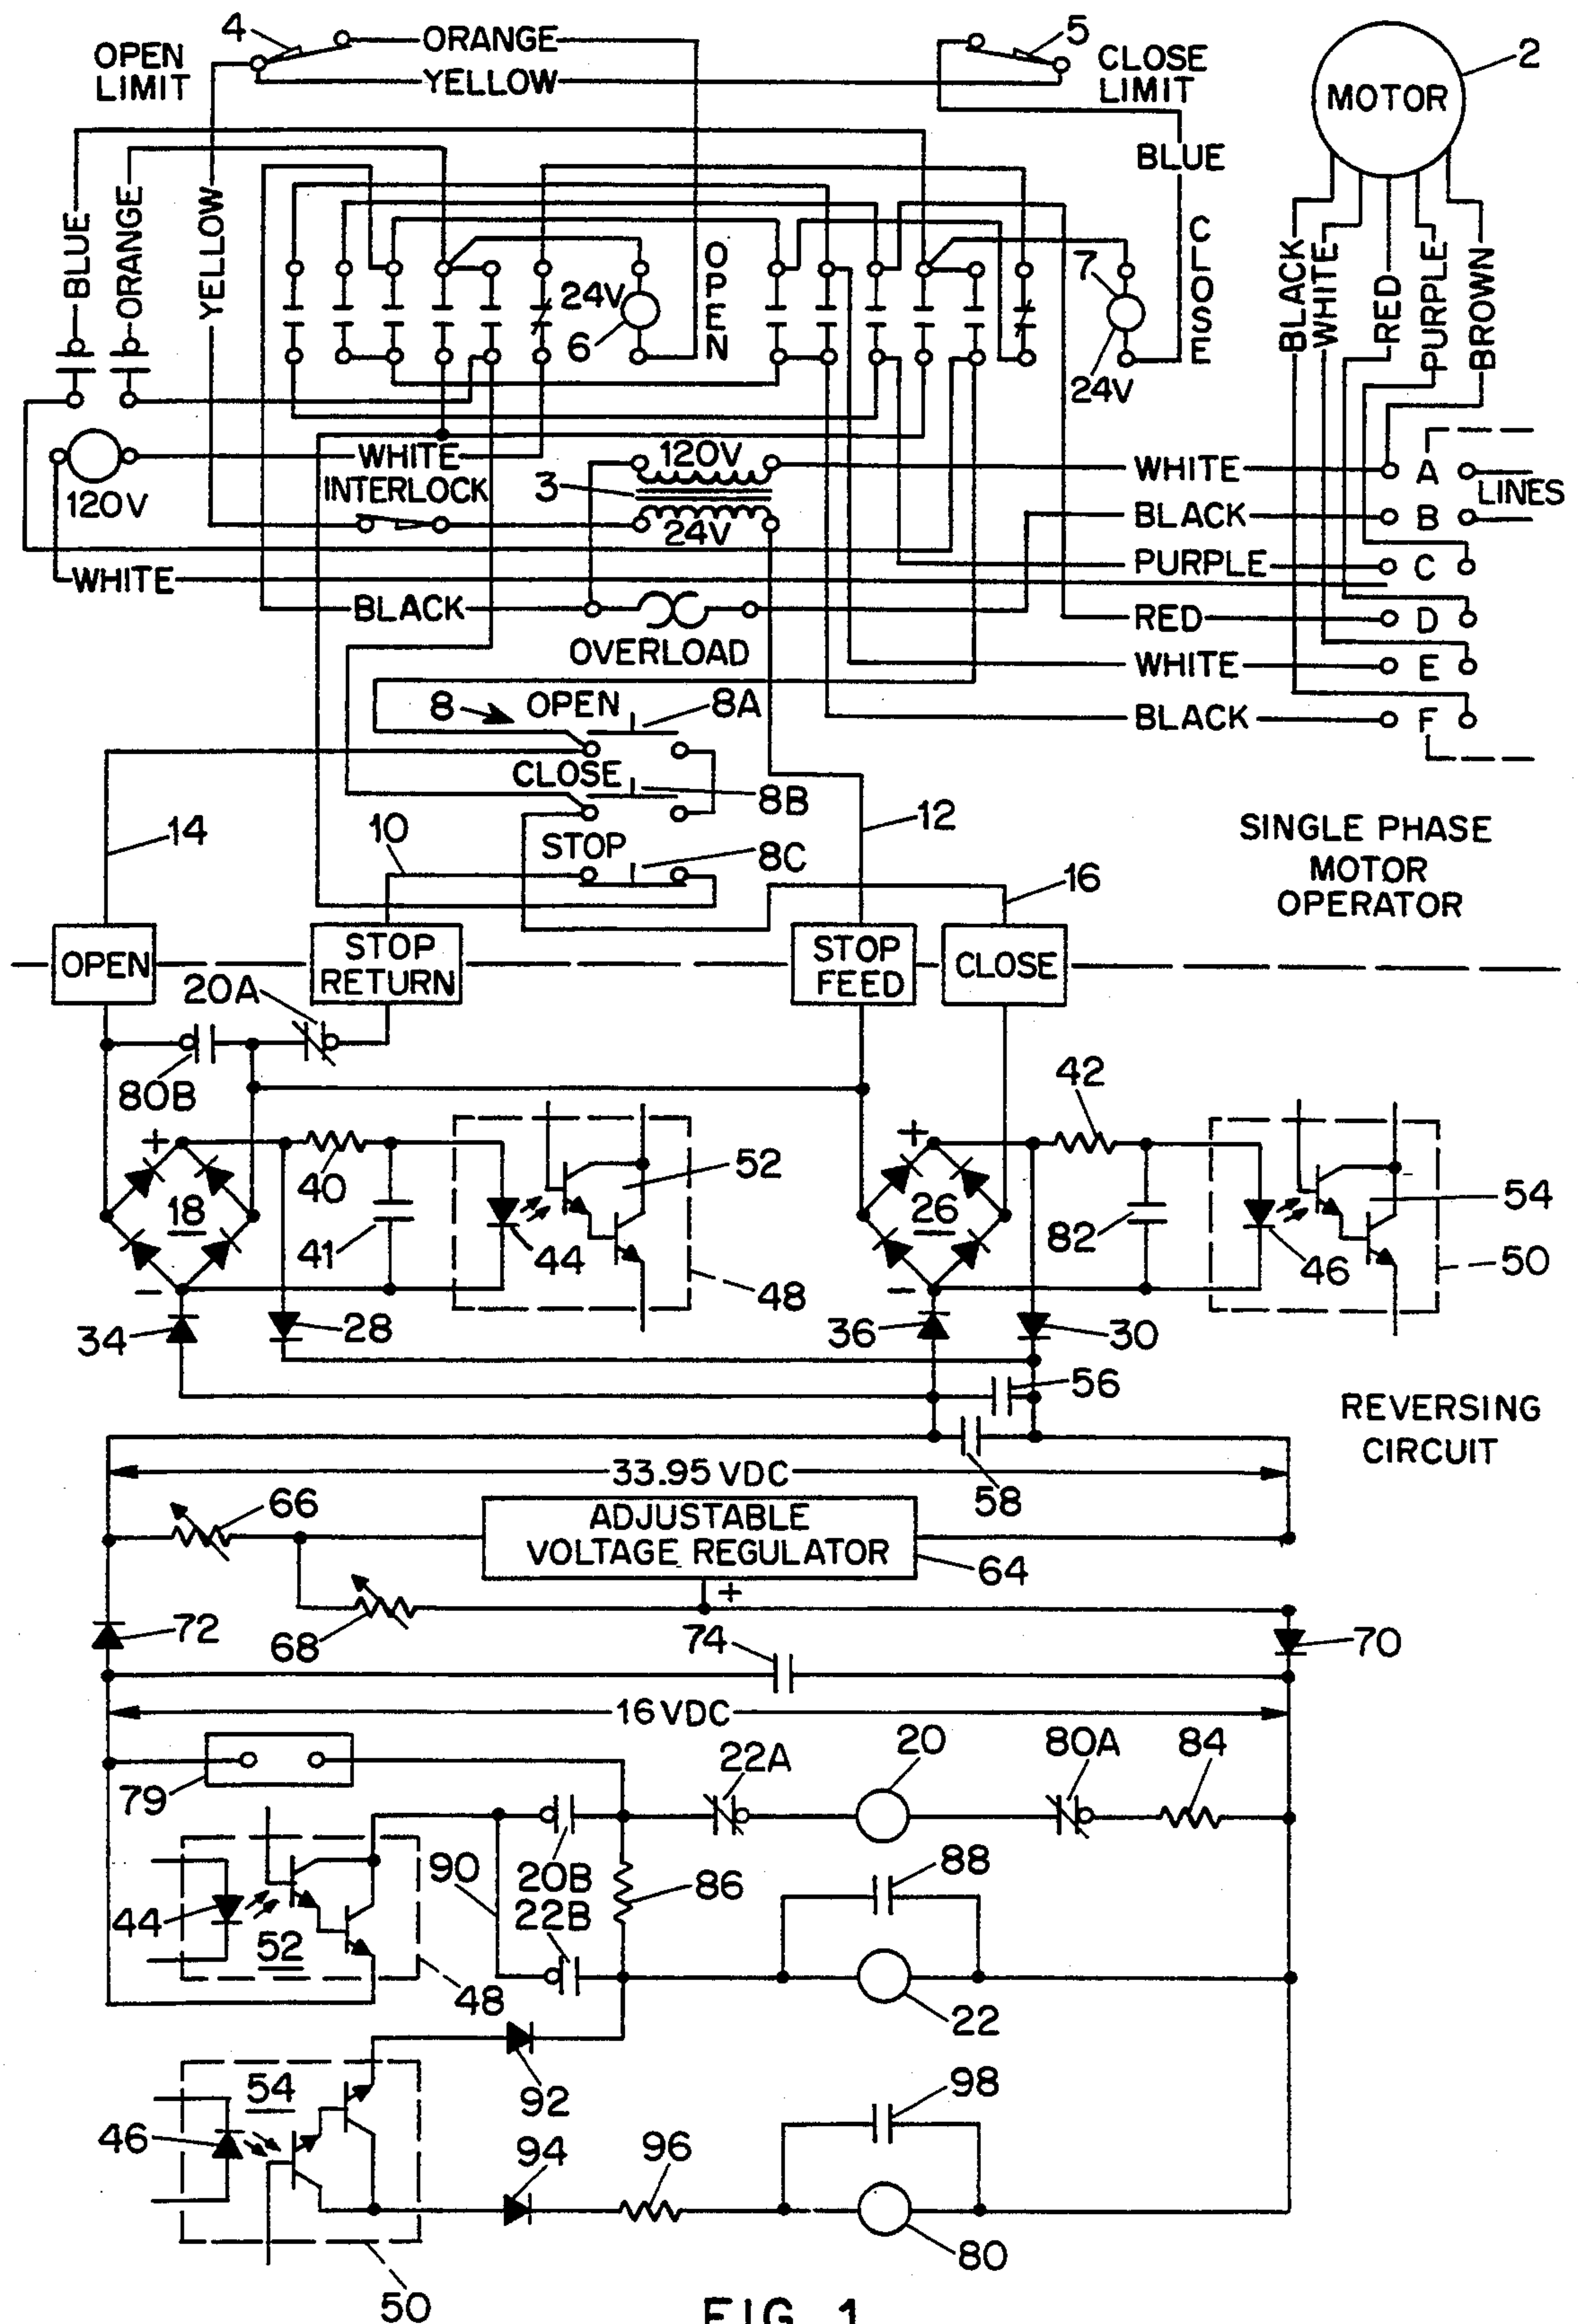 4
ORANGE
5
2
OPEN LIMIT
CLOSE LIMIT
MOTOR
YELLOW
BLUE
BLUE
ORANGE
YELLOW
OPEN
CLOSE
7
24V
6
24V
BLACK
WHITE
RED
PURPLE
BROWN
WHITE
120V
WHITE
A
LINES
INTERLOCK
3
120V
24V
BLACK
B
PURPLE
C
WHITE
BLACK
RED
D
OVERLOAD
WHITE
E
8
OPEN
8A
BLACK
F
CLOSE
8B
14
10
STOP
8C
12
16
SINGLE PHASE
MOTOR
OPERATOR
OPEN
STOP RETURN
STOP FEED
CLOSE
20A
80B
42
+
40
52
+
54
18
41
44
26
82
46
50
-
48
-
34
28
36
30
56
REVERSING
CIRCUIT
33.95 VDC
58
66
ADJUSTABLE
VOLTAGE REGULATOR
64
+
72
68
74
70
16 VDC
79
22A
20
80A
84
90
20B
86
88
44
52
22B
48
22
54
92
98
46
94
96
80
50
FIG. 1